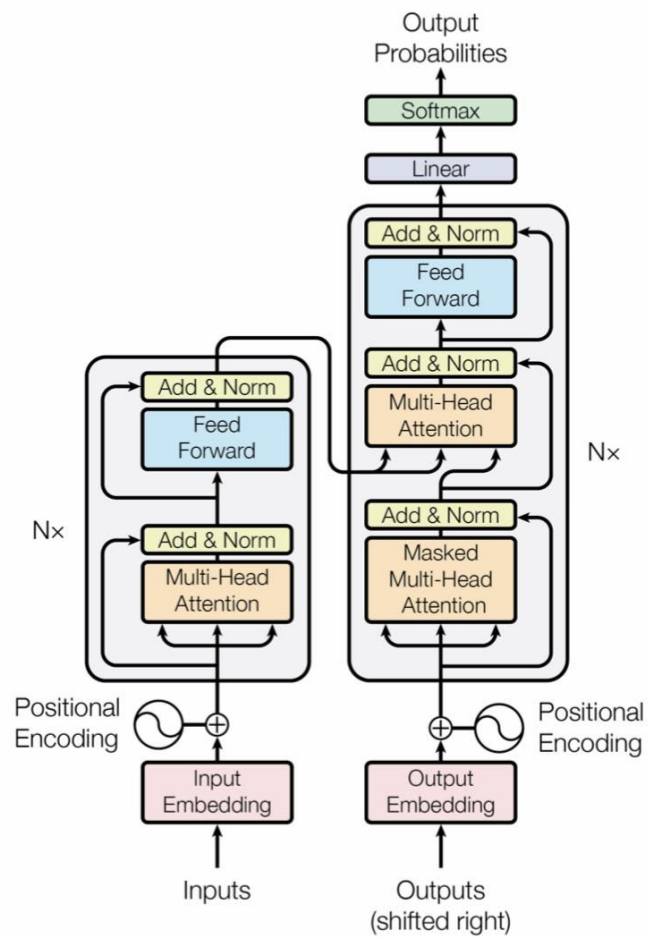 Output
Probabilities
Softmax
Linear
Add & Norm
Feed
Forward
Add & Norm
Multi-Head
Attention
Add & Norm
Masked
Multi-Head
Attention
N×
Add & Norm
Feed
Forward
Add & Norm
Multi-Head
Attention
N×
Positional
Encoding
Positional
Encoding
Input
Embedding
Output
Embedding
Inputs
Outputs
(shifted right)